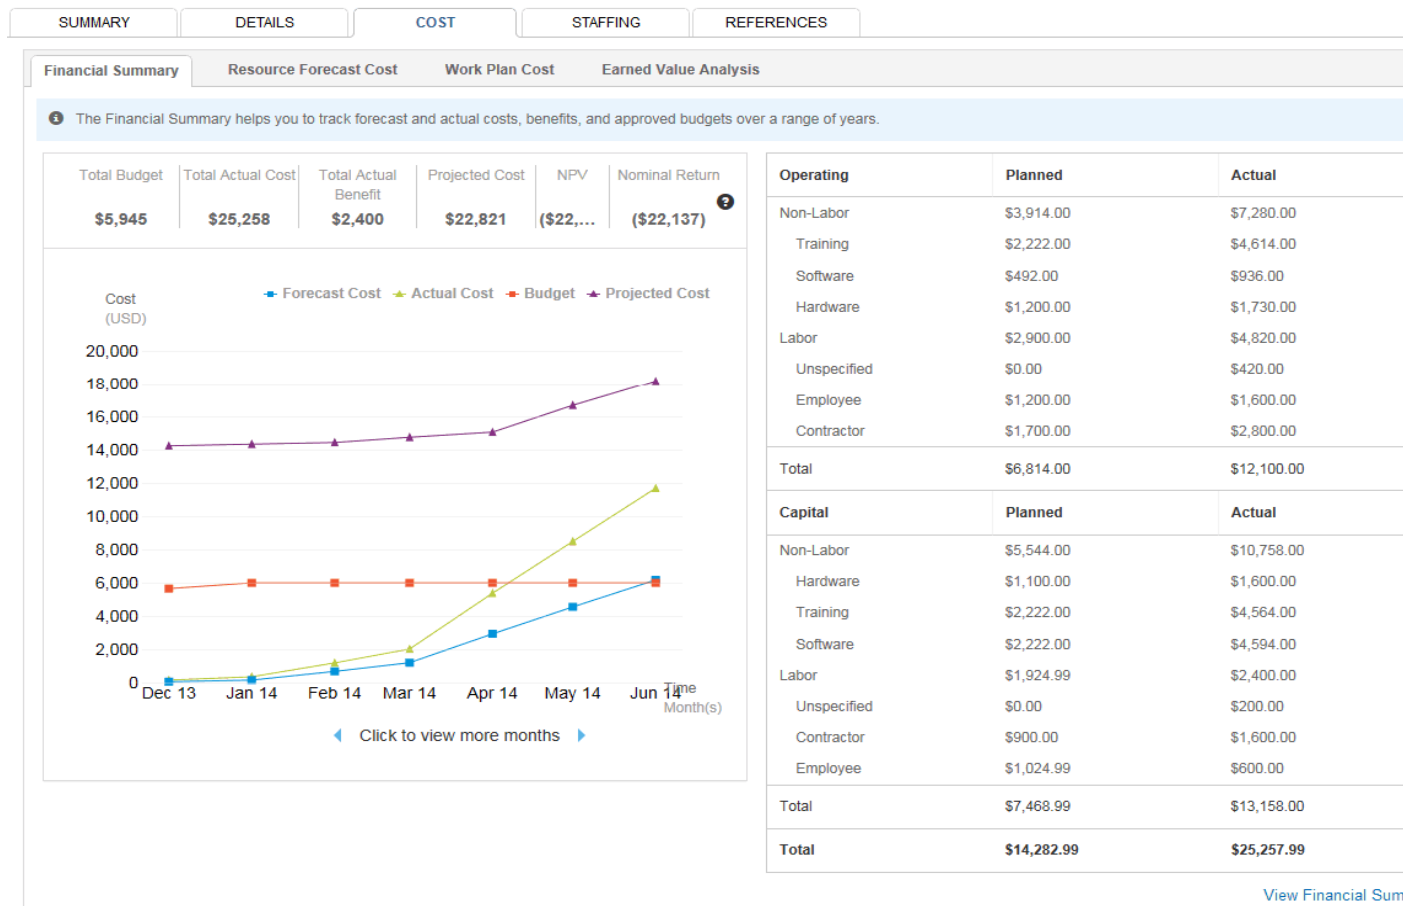 SUMMARY DETAILS COST STAFFING REFERENCES
Financial Summary Resource Forecast Cost Work Plan Cost Earned Value Analysis
The Financial Summary helps you to track forecast and actual costs, benefits, and approved budgets over a range of years.
Total Budget Total Actual Cost Total Actual Benefit Projected Cost NPV Nominal Return
$5,945 $25,258 $2,400 $22,821 ($22,... ($22,137)
Cost
(USD)
Forecast Cost Actual Cost Budget Projected Cost
20,000
18,000
16,000
14,000
12,000
10,000
8,000
6,000
4,000
2,000
0
Dec 13 Jan 14 Feb 14 Mar 14 Apr 14 May 14 Jun 14
Time
Month(s)
Click to view more months
Operating Planned Actual
Non-Labor $3,914.00 $7,280.00
Training $2,222.00 $4,614.00
Software $492.00 $936.00
Hardware $1,200.00 $1,730.00
Labor $2,900.00 $4,820.00
Unspecified $0.00 $420.00
Employee $1,200.00 $1,600.00
Contractor $1,700.00 $2,800.00
Total $6,814.00 $12,100.00
Capital Planned Actual
Non-Labor $5,544.00 $10,758.00
Hardware $1,100.00 $1,600.00
Training $2,222.00 $4,564.00
Software $2,222.00 $4,594.00
Labor $1,924.99 $2,400.00
Unspecified $0.00 $200.00
Contractor $900.00 $1,600.00
Employee $1,024.99 $600.00
Total $7,468.99 $13,158.00
Total $14,282.99 $25,257.99
View Financial Sum